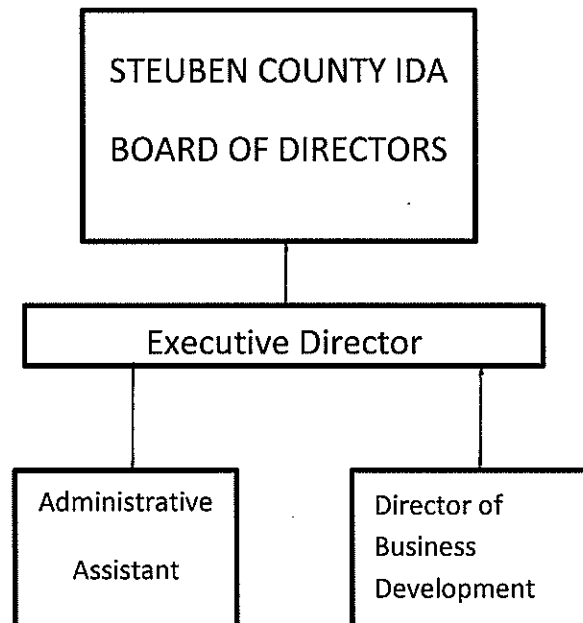 STEUBEN COUNTY IDA
BOARD OF DIRECTORS
Executive Director
Administrative
Assistant
Director of
Business
Development